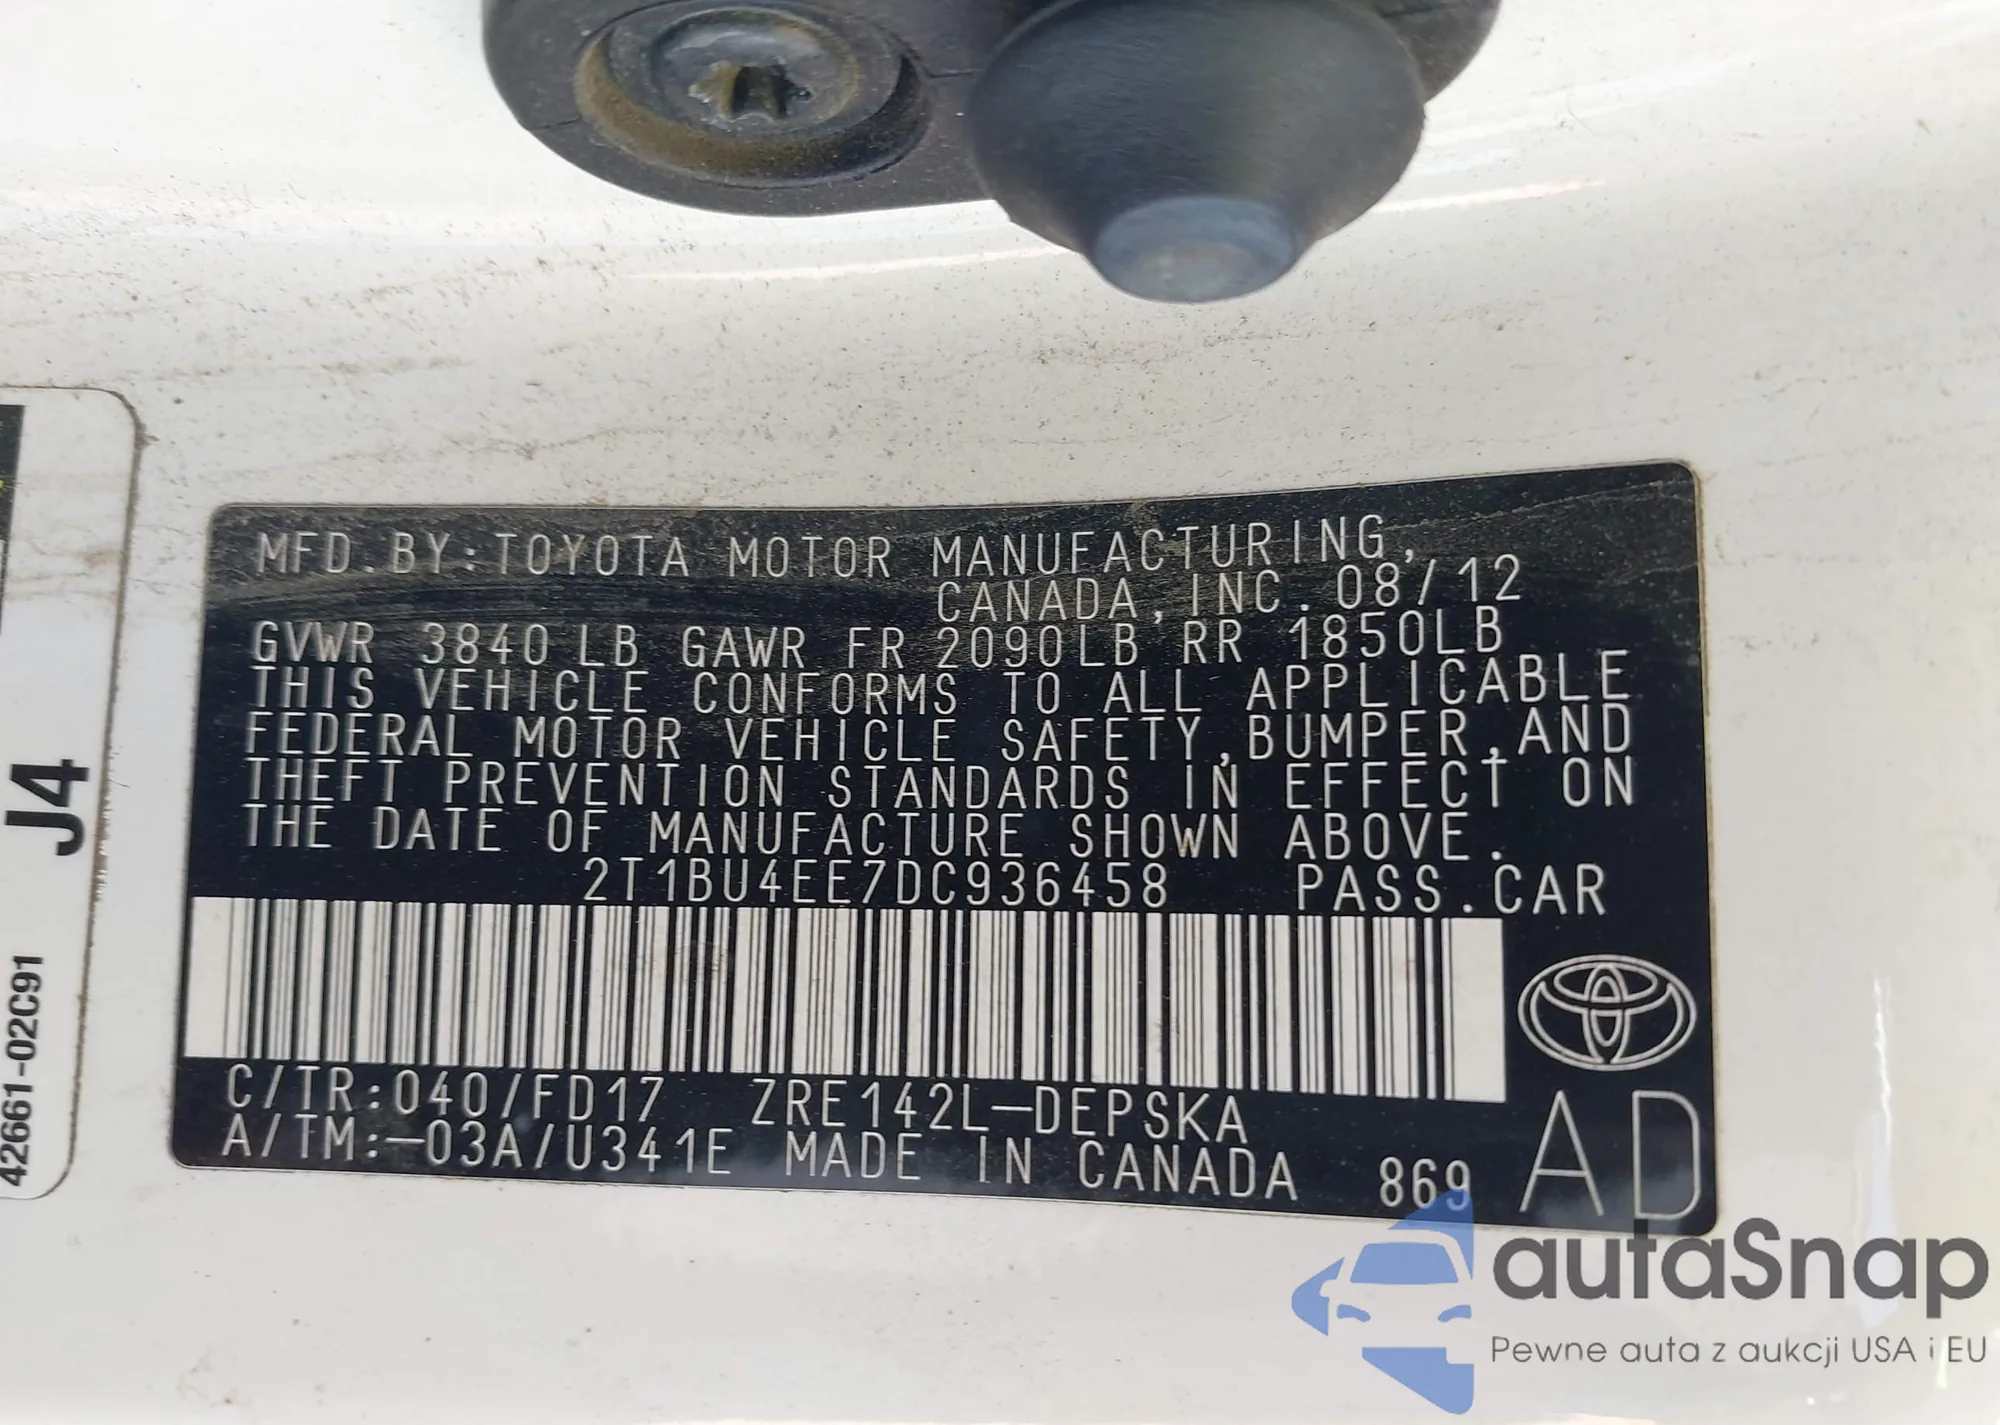 MFD.BY:TOYOTA MOTOR MANUFACTURING,
CANADA,INC. 08/12
GVWR 3840 LB GAWR FR 2090LB RR 1850LB
THIS VEHICLE CONFORMS TO ALL APPLICABLE
FEDERAL MOTOR VEHICLE SAFETY,BUMPER,AND
THEFT PREVENTION STANDARDS IN EFFECT ON
THE DATE OF MANUFACTURE SHOWN ABOVE.
2T1BU4EE7DC936458 PASS.CAR
C/TR:040/FD17 ZRE142L-DEPSKA
A/TM:-03A/U341E MADE IN CANADA 869
AD
J4
42661-02C91
autaSnap
Pewne auta z aukcji USA i EU